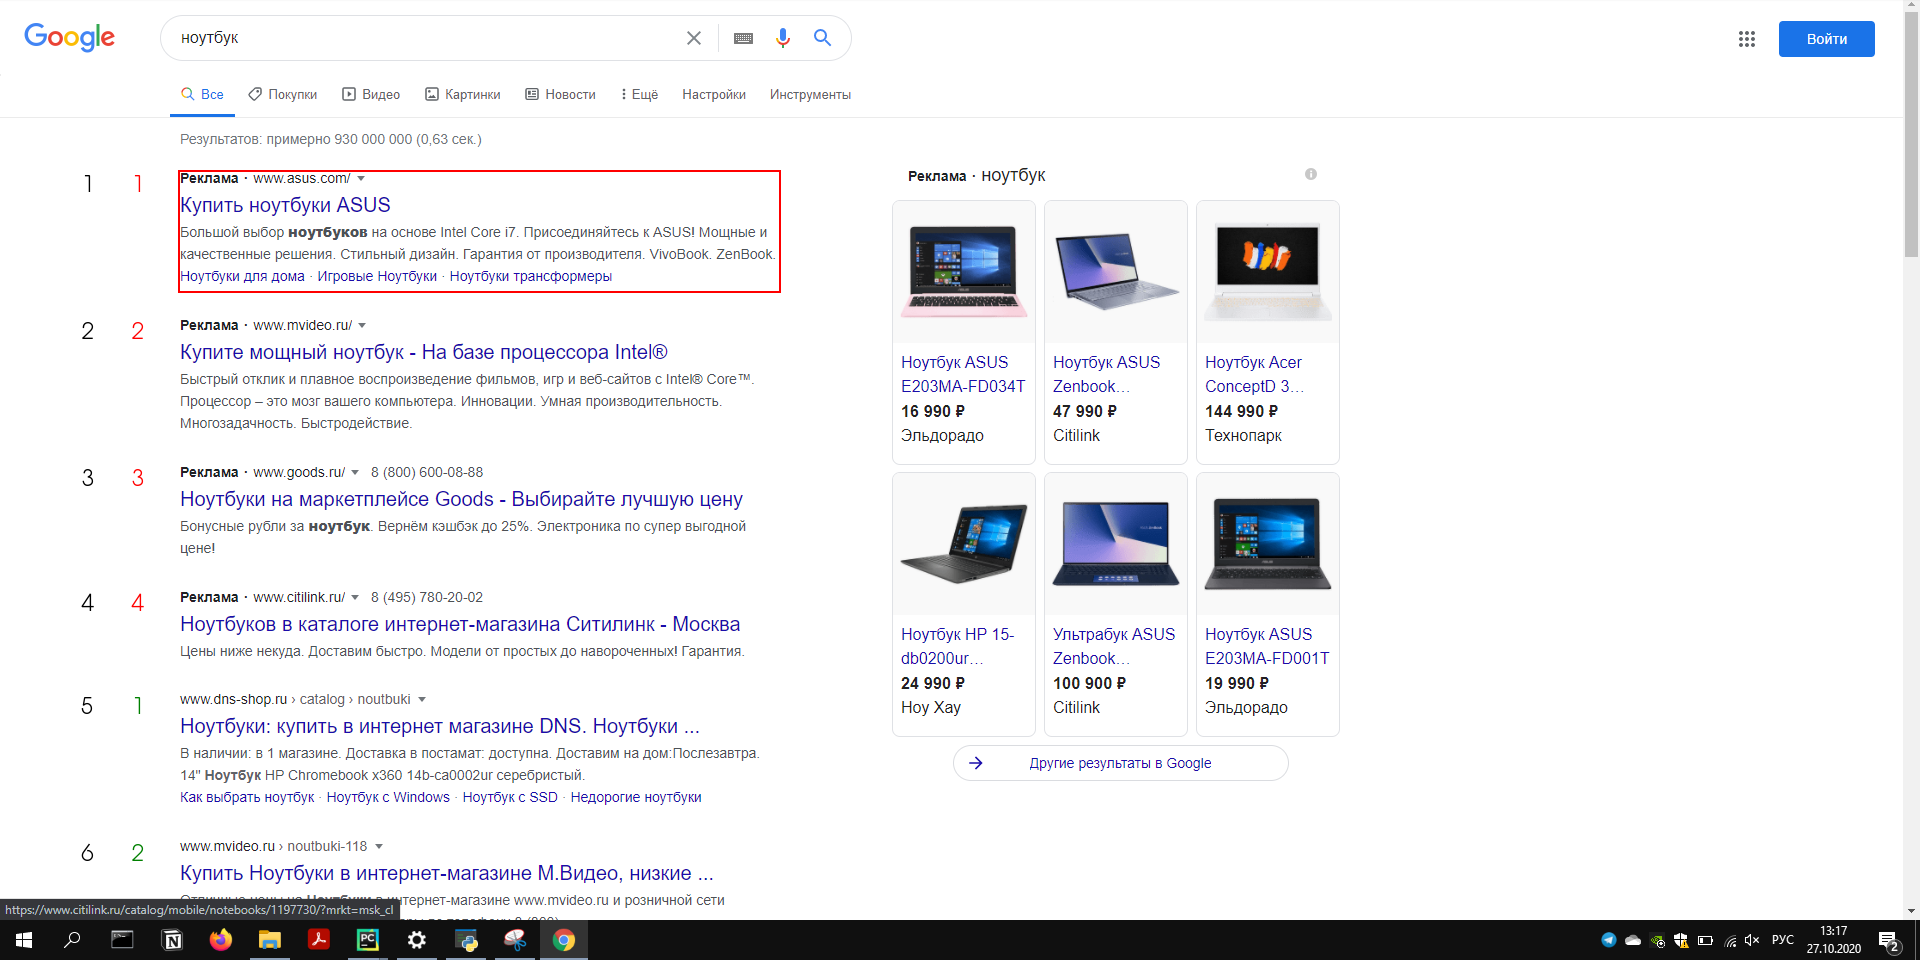 Google
ноутбук
Войти
Все
Покупки
Видео
Картинки
Новости
Ещё
Настройки
Инструменты
Результатов: примерно 930 000 000 (0,63 сек.)
1 1
Реклама · www.asus.com/
Купить ноутбуки ASUS
Большой выбор ноутбуков на основе Intel Core i7. Присоединяйтесь к ASUS! Мощные и
качественные решения. Стильный дизайн. Гарантия от производителя. VivoBook. ZenBook.
Ноутбуки для дома · Игровые Ноутбуки · Ноутбуки трансформеры
2 2
Реклама · www.mvideo.ru/
Купите мощный ноутбук - На базе процессора Intel®
Быстрый отклик и плавное воспроизведение фильмов, игр и веб-сайтов с Intel® Core™.
Процессор – это мозг вашего компьютера. Инновации. Умная производительность.
Многозадачность. Быстродействие.
3 3
Реклама · www.goods.ru/ 8 (800) 600-08-88
Ноутбуки на маркетплейсе Goods - Выбирайте лучшую цену
Бонусные рубли за ноутбук. Вернём кэшбэк до 25%. Электроника по супер выгодной
цене!
4 4
Реклама · www.citilink.ru/ 8 (495) 780-20-02
Ноутбуков в каталоге интернет-магазина Ситилинк - Москва
Цены ниже некуда. Доставим быстро. Модели от простых до навороченных! Гарантия.
5 1
www.dns-shop.ru › catalog › noutbuki
Ноутбуки: купить в интернет магазине DNS. Ноутбуки ...
В наличии: в 1 магазине. Доставка в постамат: доступна. Доставим на дом:Послезавтра.
14" Ноутбук HP Chromebook x360 14b-ca0002ur серебристый.
Как выбрать ноутбук · Ноутбук с Windows · Ноутбук с SSD · Недорогие ноутбуки
6 2
www.mvideo.ru › noutbuki-118
Купить Ноутбуки в интернет-магазине М.Видео, низкие ...
Отличные цены на Ноутбуки в интернет-магазине www.mvideo.ru и розничной сети
Реклама · ноутбук
Ноутбук ASUS
E203MA-FD034T
16 990 ₽
Эльдорадо
Ноутбук ASUS
Zenbook…
47 990 ₽
Citilink
Ноутбук Acer
ConceptD 3…
144 990 ₽
Технопарк
Ноутбук HP 15-
db0200ur…
24 990 ₽
Ноу Хау
Ультрабук ASUS
Zenbook…
100 900 ₽
Citilink
Ноутбук ASUS
E203MA-FD001T
19 990 ₽
Эльдорадо
Другие результаты в Google
https://www.citilink.ru/catalog/mobile/notebooks/1197730/?mrkt=msk_cl
РУС
13:17
27.10.2020
2